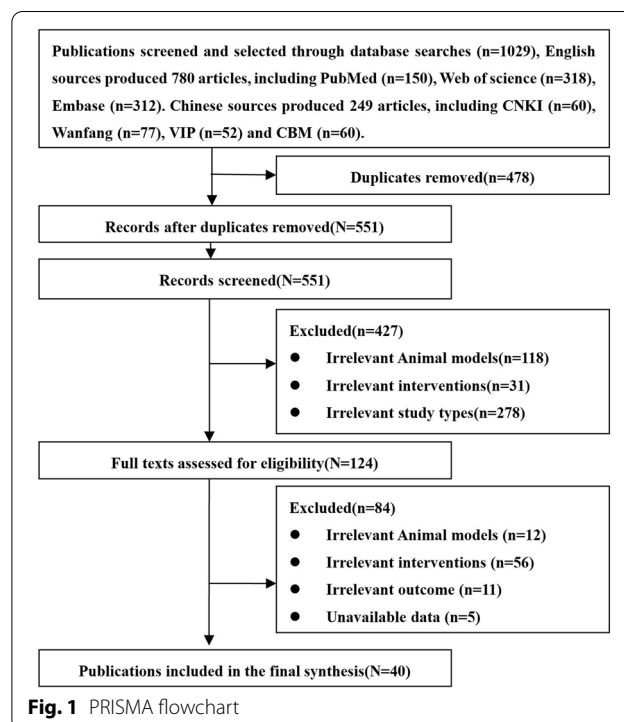 Publications screened and selected through database searches (n=1029), English
sources produced 780 articles, including PubMed (n=150), Web of science (n=318),
Embase (n=312). Chinese sources produced 249 articles, including CNKI (n=60),
Wanfang (n=77), VIP (n=52) and CBM (n=60).
Duplicates removed(n=478)
Records after duplicates removed(N=551)
Records screened(N=551)
Excluded(n=427)
● Irrelevant Animal models(n=118)
● Irrelevant interventions(n=31)
● Irrelevant study types(n=278)
Full texts assessed for eligibility(N=124)
Excluded(n=84)
● Irrelevant Animal models (n=12)
● Irrelevant interventions (n=56)
● Irrelevant outcome (n=11)
● Unavailable data (n=5)
Publications included in the final synthesis(N=40)
Fig. 1 PRISMA flowchart